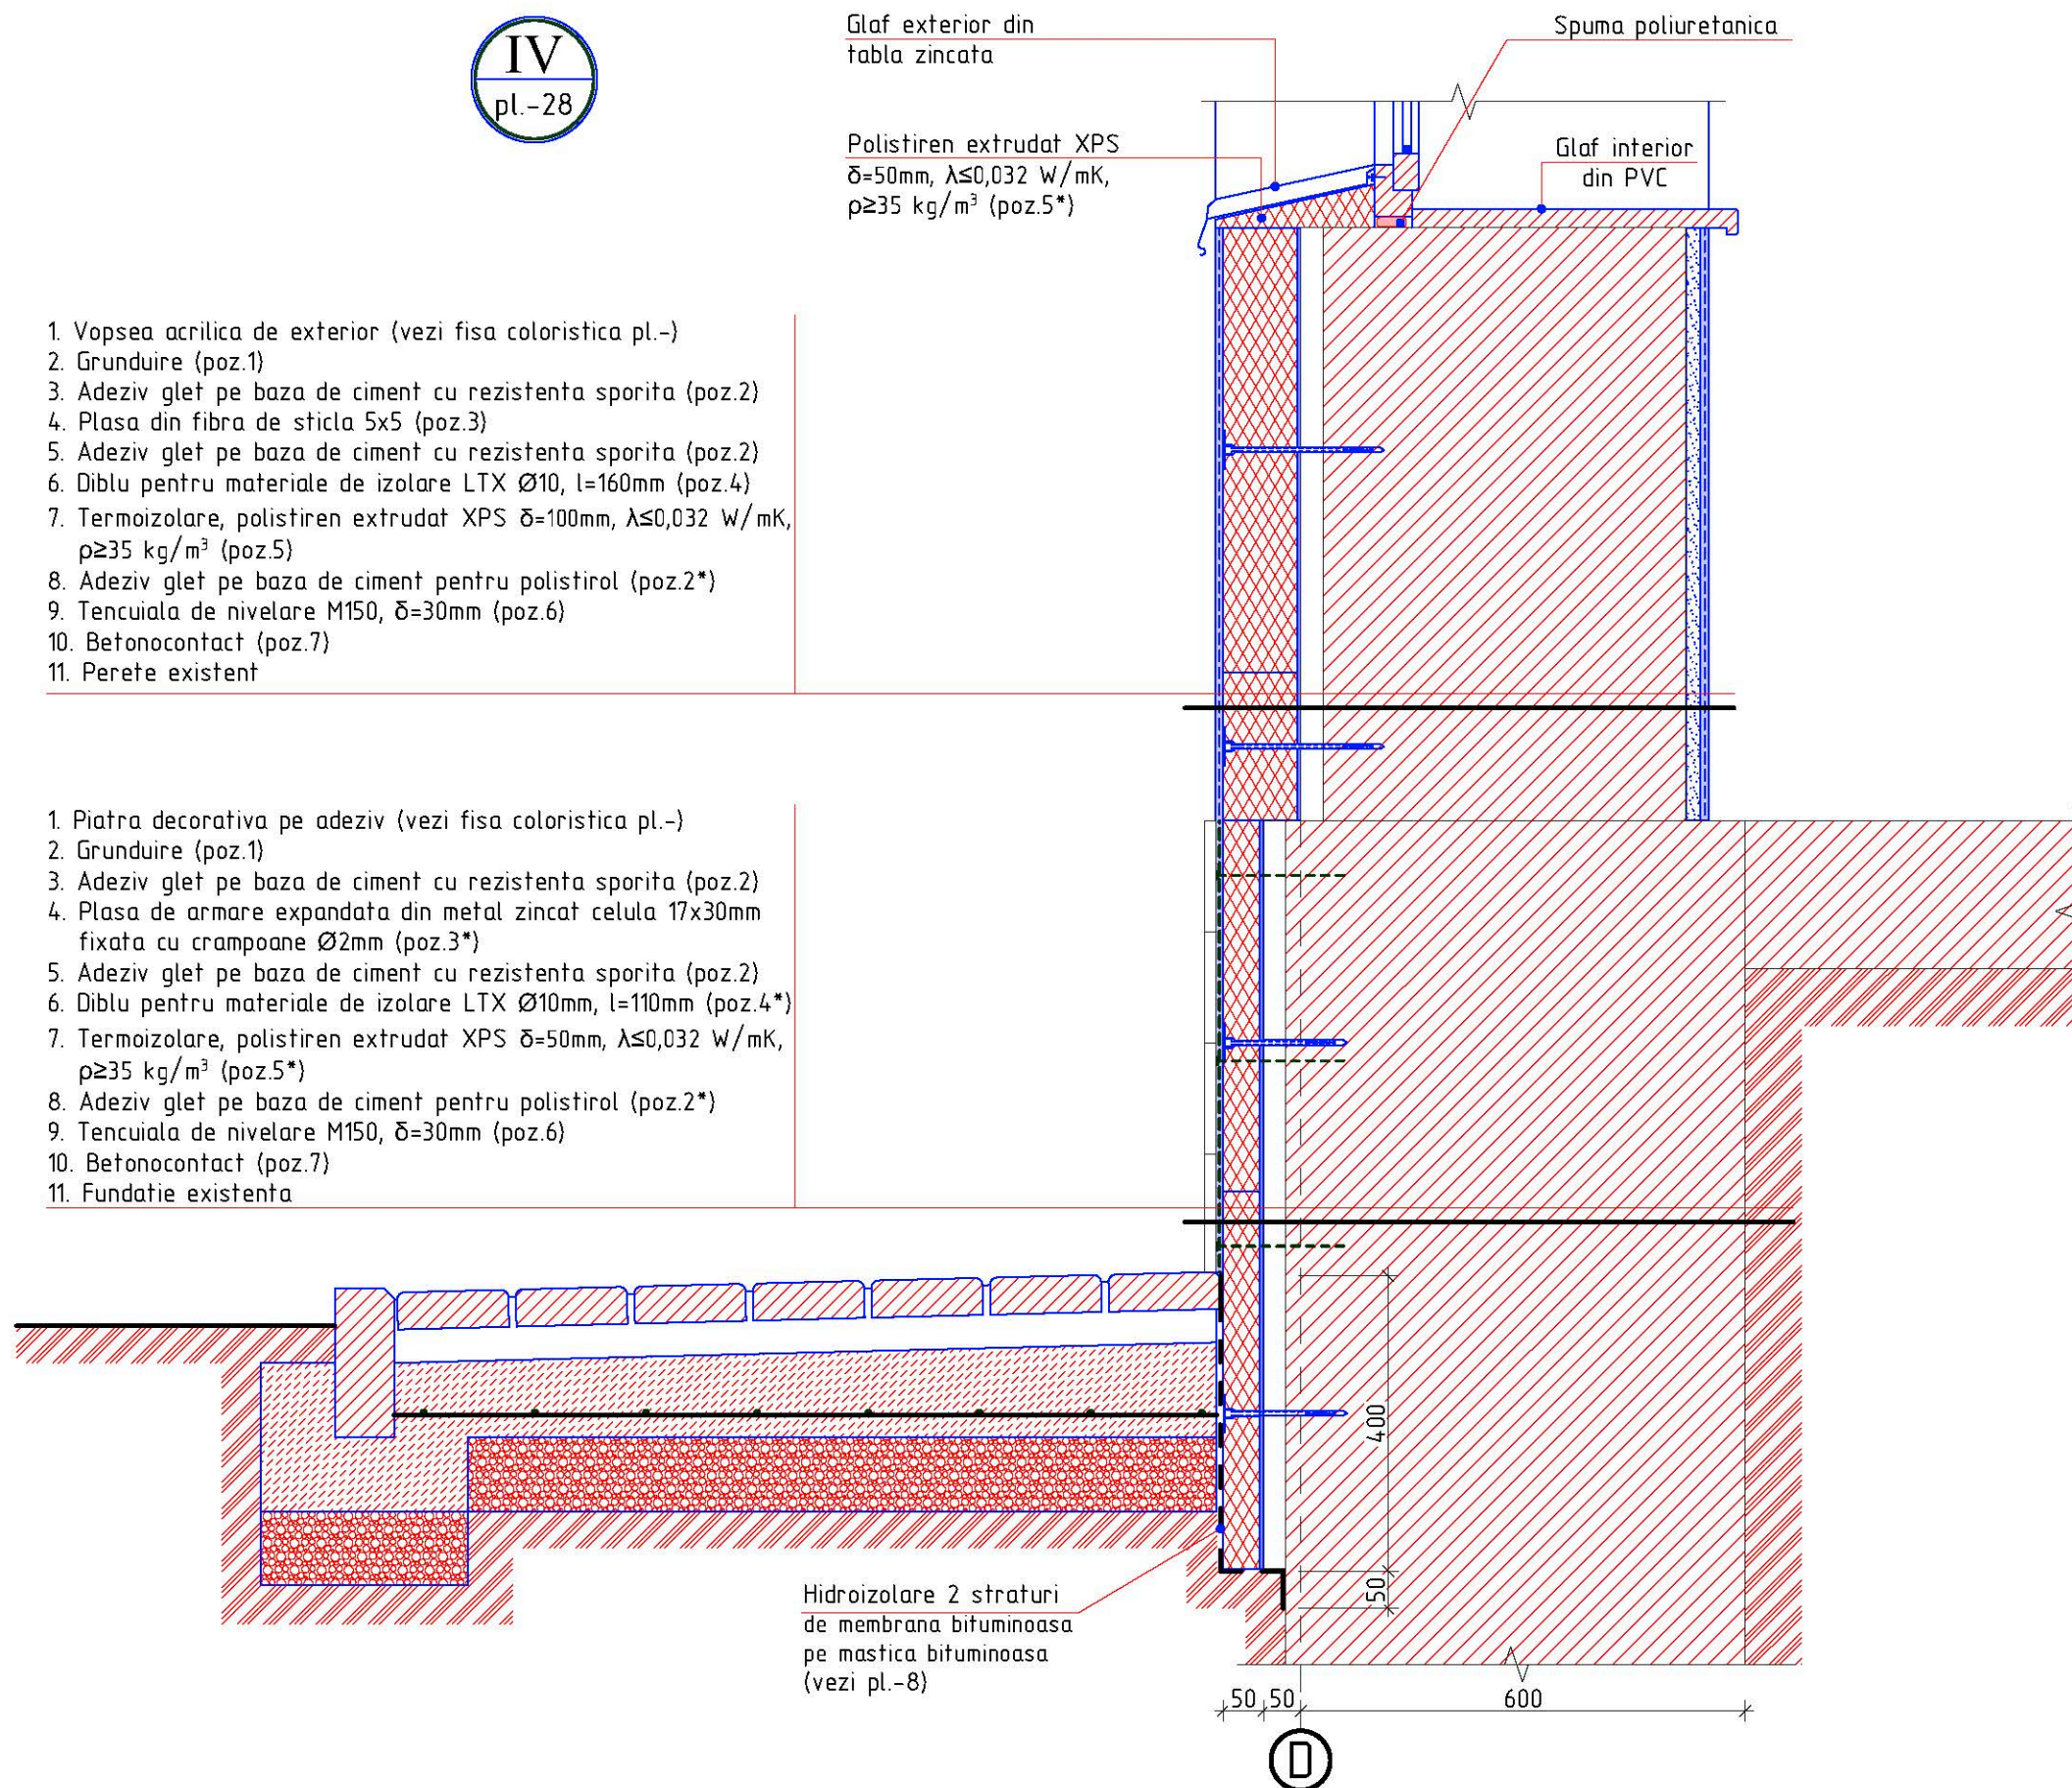 IV
pl.-28
Glaf exterior din
tabla zincata
Spuma poliuretanica
Polistiren extrudat XPS
δ=50mm, λ≤0,032 W/mK,
ρ≥35 kg/m³ (poz.5*)
Glaf interior
din PVC
1. Vopsea acrilica de exterior (vezi fisa coloristica pl.-)
2. Grunduire (poz.1)
3. Adeziv glet pe baza de ciment cu rezistenta sporita (poz.2)
4. Plasa din fibra de sticla 5x5 (poz.3)
5. Adeziv glet pe baza de ciment cu rezistenta sporita (poz.2)
6. Diblu pentru materiale de izolare LTX Ø10, l=160mm (poz.4)
7. Termoizolare, polistiren extrudat XPS δ=100mm, λ≤0,032 W/mK,
ρ≥35 kg/m³ (poz.5)
8. Adeziv glet pe baza de ciment pentru polistirol (poz.2*)
9. Tencuiala de nivelare M150, δ=30mm (poz.6)
10. Betonocontact (poz.7)
11. Perete existent
1. Piatra decorativa pe adeziv (vezi fisa coloristica pl.-)
2. Grunduire (poz.1)
3. Adeziv glet pe baza de ciment cu rezistenta sporita (poz.2)
4. Plasa de armare expandata din metal zincat celula 17x30mm
fixata cu crampoane Ø2mm (poz.3*)
5. Adeziv glet pe baza de ciment cu rezistenta sporita (poz.2)
6. Diblu pentru materiale de izolare LTX Ø10mm, l=110mm (poz.4*)
7. Termoizolare, polistiren extrudat XPS δ=50mm, λ≤0,032 W/mK,
ρ≥35 kg/m³ (poz.5*)
8. Adeziv glet pe baza de ciment pentru polistirol (poz.2*)
9. Tencuiala de nivelare M150, δ=30mm (poz.6)
10. Betonocontact (poz.7)
11. Fundatie existenta
400
50
Hidroizolare 2 straturi
de membrana bituminoasa
pe mastica bituminoasa
(vezi pl.-8)
50 50 600
D